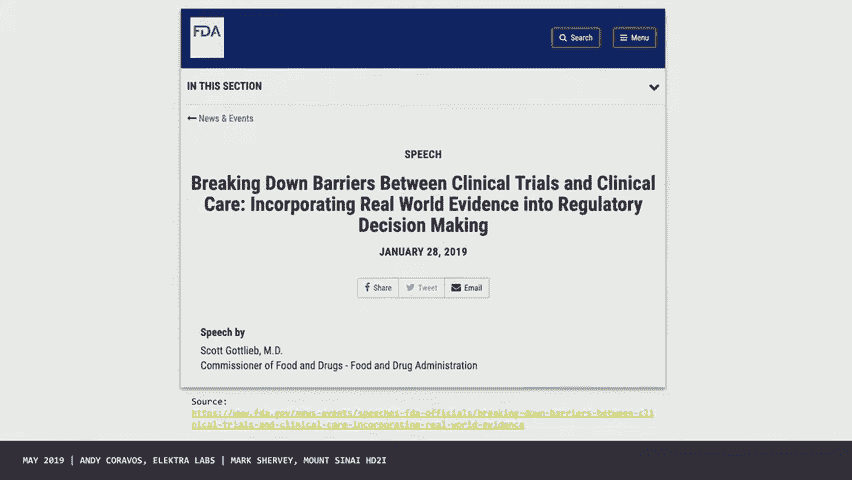 FDA
Search
Menu
IN THIS SECTION
News & Events
SPEECH
Breaking Down Barriers Between Clinical Trials and Clinical
Care: Incorporating Real World Evidence into Regulatory
Decision Making
JANUARY 28, 2019
Share
Tweet
Email
Speech by
Scott Gottlieb, M.D.
Commissioner of Food and Drugs - Food and Drug Administration
Source:
https://www.fda.gov/news-events/speeches-fda-officials/breaking-down-barriers-between-cli
nical-trials-and-clinical-care-incorporating-real-world-evidence
MAY 2019 | ANDY CORAVOS, ELEKTRA LABS | MARK SHERVEY, MOUNT SINAI HD2I